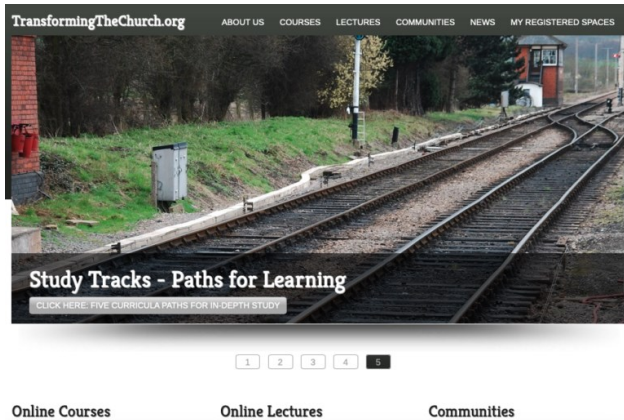 TransformingTheChurch.org
ABOUT US COURSES LECTURES COMMUNITIES NEWS MY REGISTERED SPACES
Study Tracks - Paths for Learning
CLICK HERE: FIVE CURRICULA PATHS FOR IN-DEPTH STUDY
1 2 3 4 5
Online Courses Online Lectures Communities